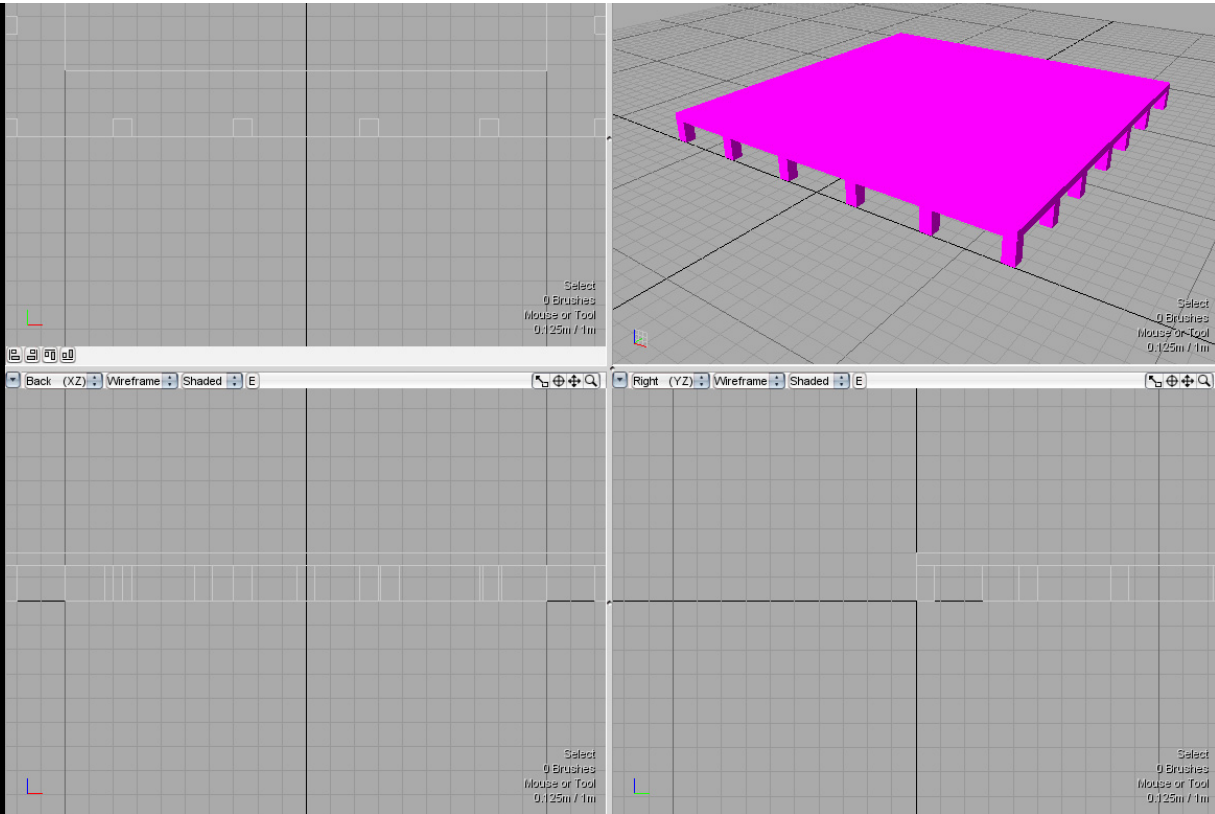 Select
0 Brushes
Mouse or Tool
0.125m / 1m
Select
0 Brushes
Mouse or Tool
0.125m / 1m
Back (XZ) Wireframe Shaded E
Right (YZ) Wireframe Shaded E
Select
0 Brushes
Mouse or Tool
0.125m / 1m
Select
0 Brushes
Mouse or Tool
0.125m / 1m